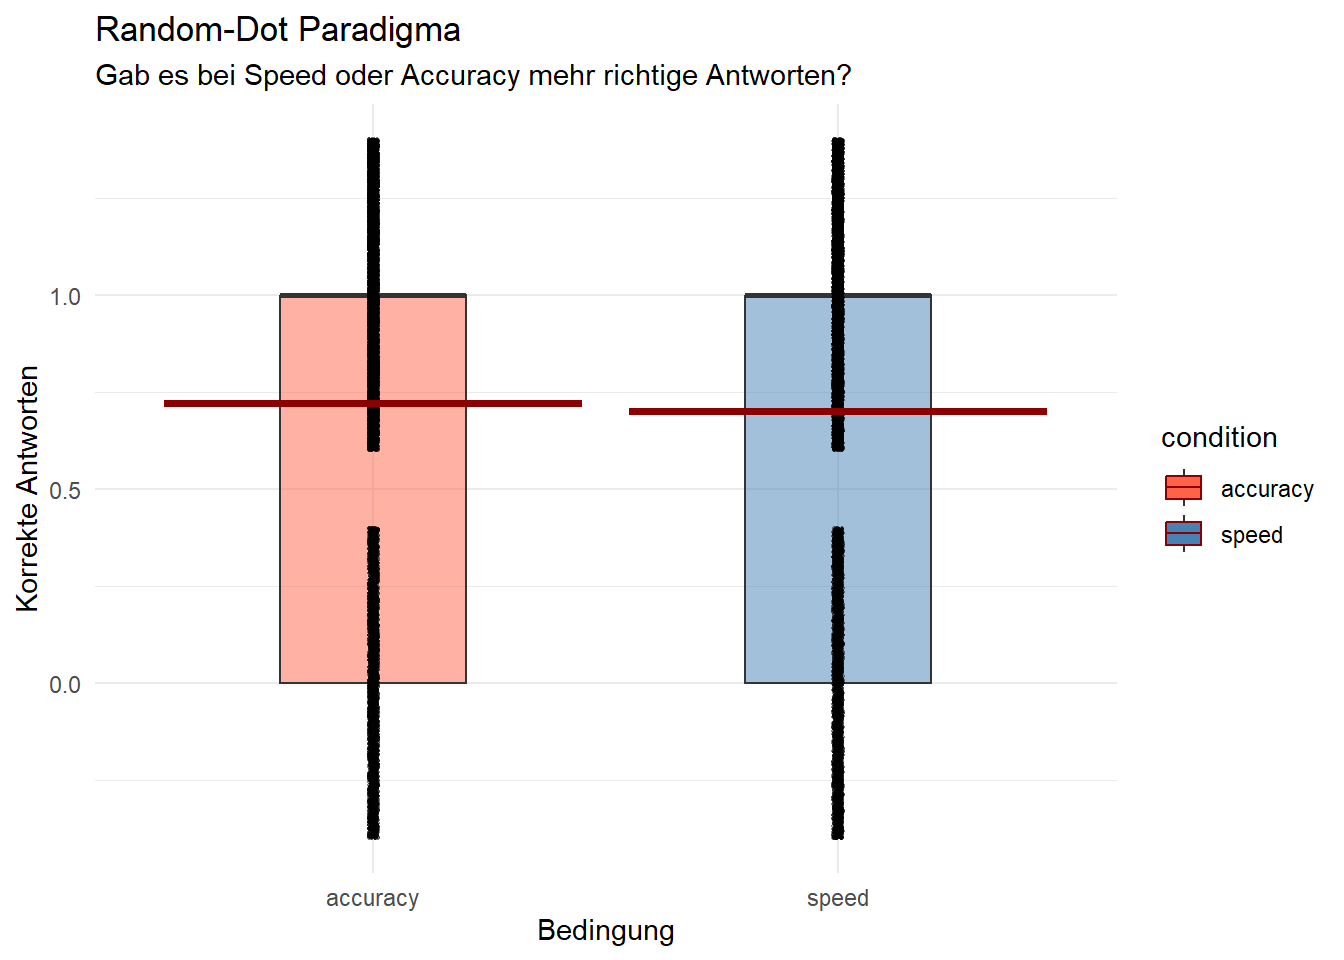 Random-Dot Paradigma
Gab es bei Speed oder Accuracy mehr richtige Antworten?
Korrekte Antworten
1.0
0.5
0.0
accuracy
speed
Bedingung
condition
accuracy
speed